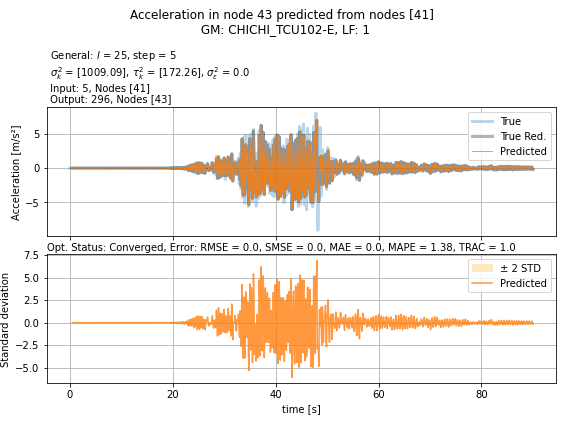 Acceleration in node 43 predicted from nodes [41]
GM: CHICHI_TCU102-E, LF: 1
General: l = 25, step = 5
σ²ₖ = [1009.09], τ²ₖ = [172.26], σ²ₑ = 0.0
Input: 5, Nodes [41]
Output: 296, Nodes [43]
Acceleration [m/s²]
5
0
−5
True
True Red.
Predicted
Opt. Status: Converged, Error: RMSE = 0.0, SMSE = 0.0, MAE = 0.0, MAPE = 1.38, TRAC = 1.0
Standard deviation
7.5
5.0
2.5
0.0
−2.5
−5.0
± 2 STD
Predicted
0 20 40 60 80
time [s]